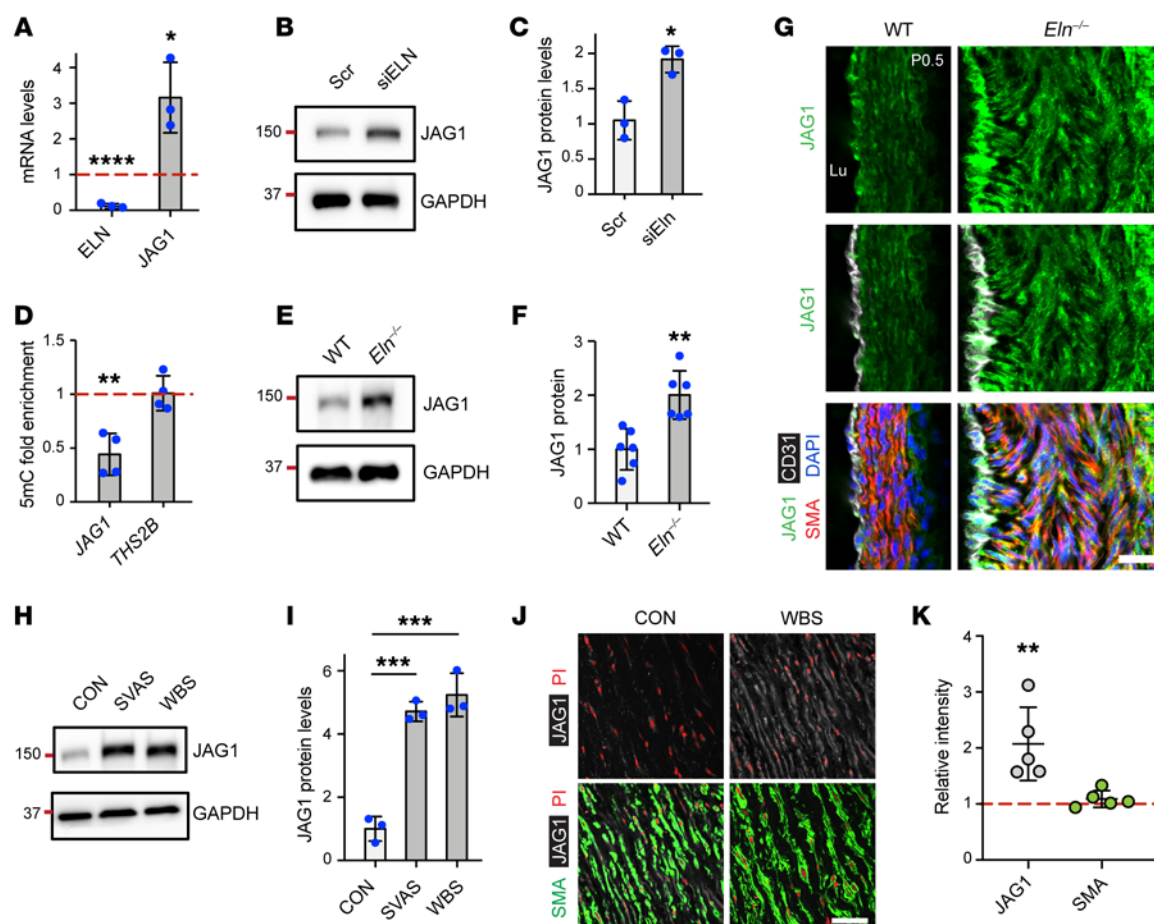 A
mRNA levels
5
4
3
2
1
0
****
*
ELN
JAG1
B
Scr
siELN
150
JAG1
37
GAPDH
C
JAG1 protein levels
2
1.5
1
0.5
0
*
Scr
siEln
D
5mC fold enrichment
1.5
1
0.5
0
**
JAG1
THS2B
E
WT
Eln–/–
150
JAG1
37
GAPDH
F
JAG1 protein
3
2
1
0
**
WT
Eln–/–
G
WT
Eln–/–
JAG1
P0.5
Lu
JAG1
JAG1 CD31
SMA DAPI
H
CON
SVAS
WBS
150
JAG1
37
GAPDH
I
JAG1 protein levels
6
4
2
0
***
***
CON
SVAS
WBS
J
CON
WBS
JAG1 PI
SMA JAG1 PI
K
Relative intensity
4
3
2
1
0
**
JAG1
SMA